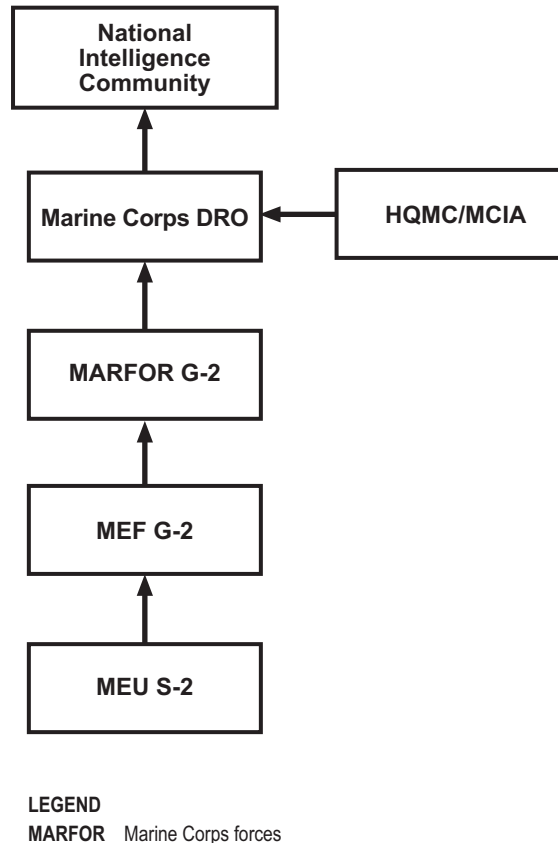 National
Intelligence
Community
Marine Corps DRO
HQMC/MCIA
MARFOR G-2
MEF G-2
MEU S-2
LEGEND
MARFOR Marine Corps forces